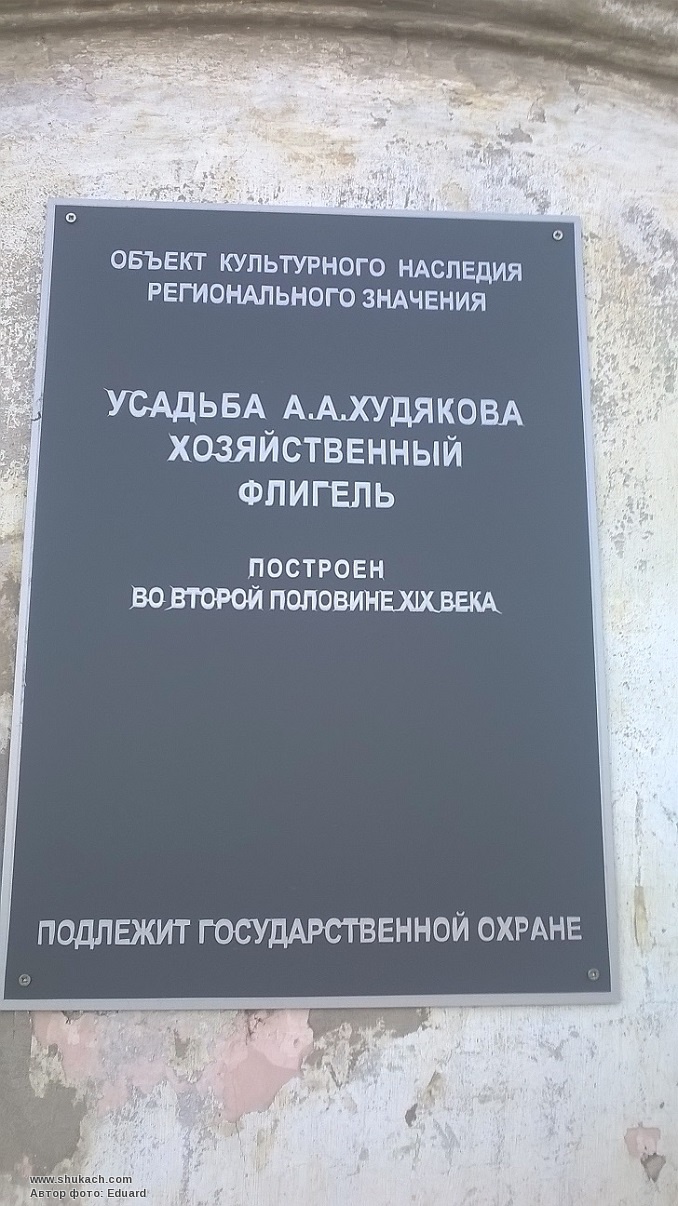 ОБЪЕКТ КУЛЬТУРНОГО НАСЛЕДИЯ
РЕГИОНАЛЬНОГО ЗНАЧЕНИЯ
УСАДЬБА А.А.ХУДЯКОВА
ХОЗЯЙСТВЕННЫЙ
ФЛИГЕЛЬ
ПОСТРОЕН
ВО ВТОРОЙ ПОЛОВИНЕ XIX ВЕКА
ПОДЛЕЖИТ ГОСУДАРСТВЕННОЙ ОХРАНЕ
www.shukach.com
Автор фото: Eduard